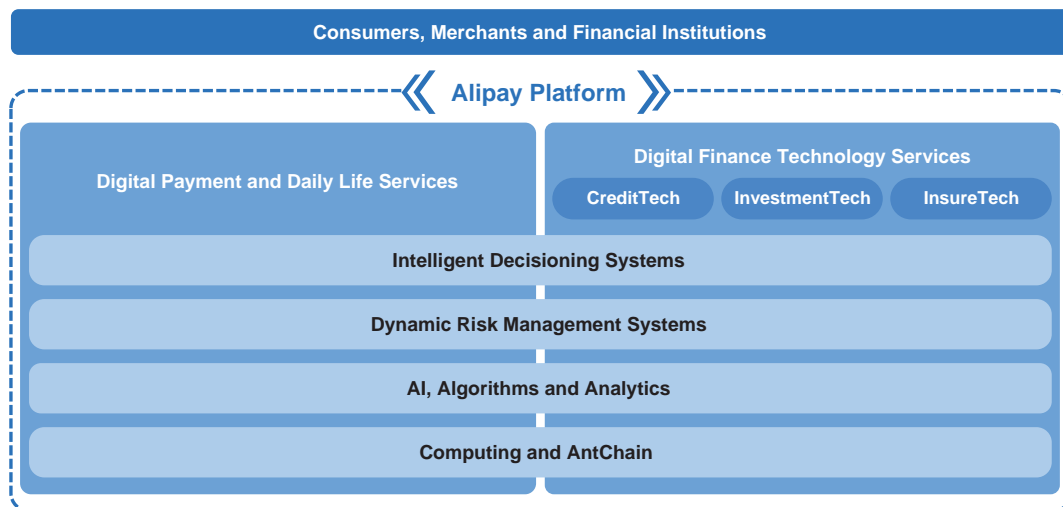 Consumers, Merchants and Financial Institutions
Alipay Platform
Digital Payment and Daily Life Services
Digital Finance Technology Services
CreditTech
InvestmentTech
InsureTech
Intelligent Decisioning Systems
Dynamic Risk Management Systems
AI, Algorithms and Analytics
Computing and AntChain